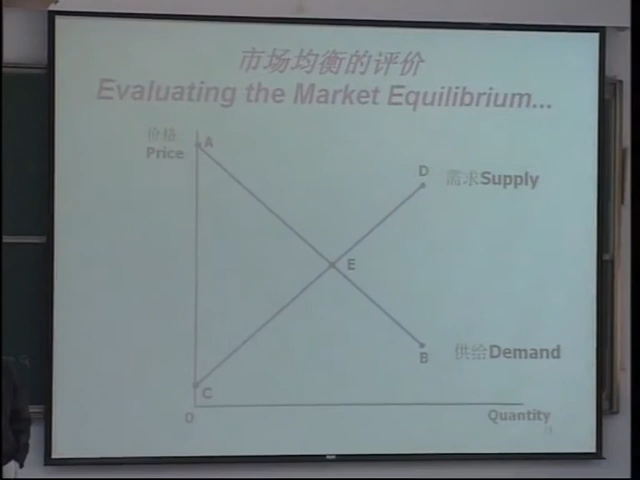 市场均衡的评价
Evaluating the Market Equilibrium...
价格
Price
A
D
需求Supply
E
供给Demand
B
C
0
Quantity